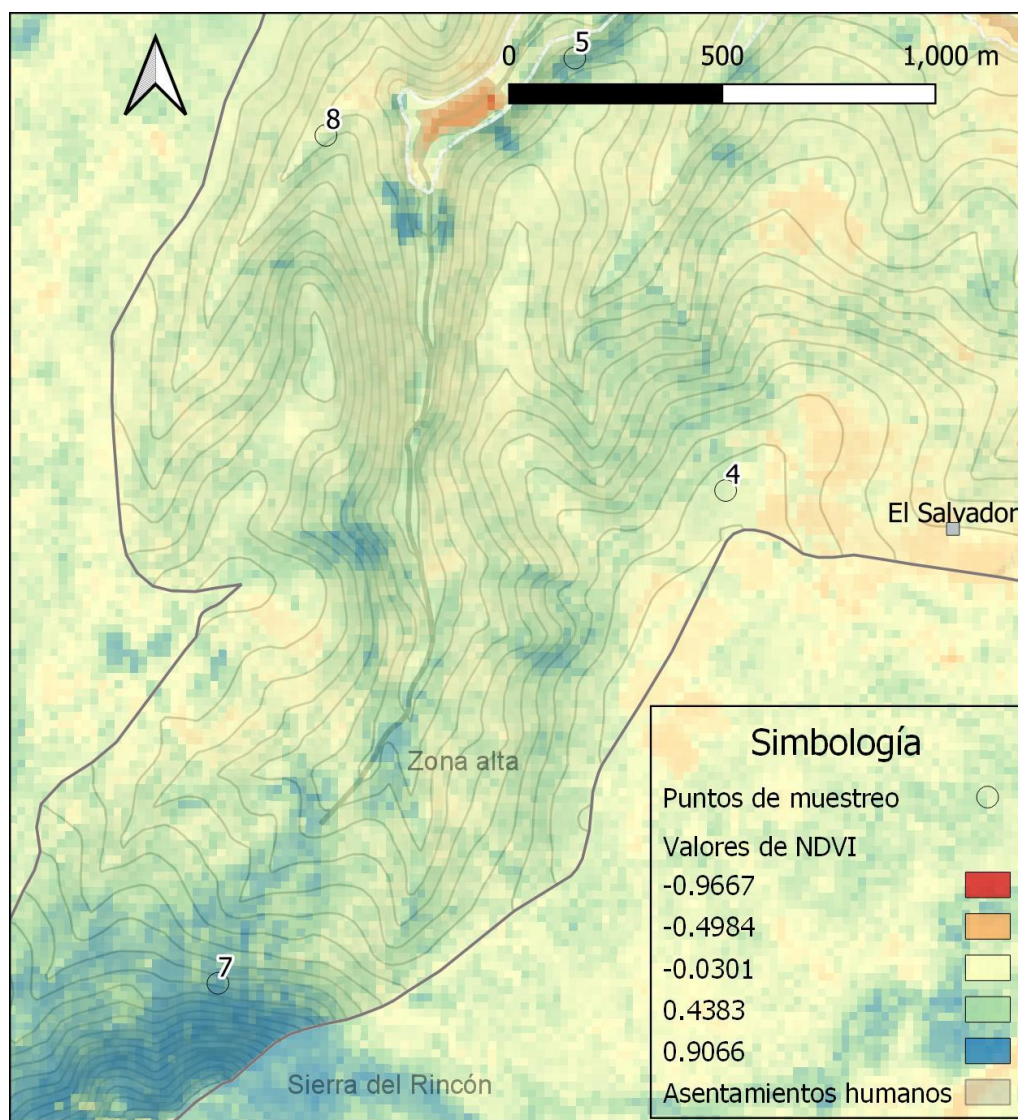 0 500 1,000 m
5
8
4
El Salvador
Zona alta
7
Sierra del Rincón
Simbología
Puntos de muestreo
Valores de NDVI
-0.9667
-0.4984
-0.0301
0.4383
0.9066
Asentamientos humanos